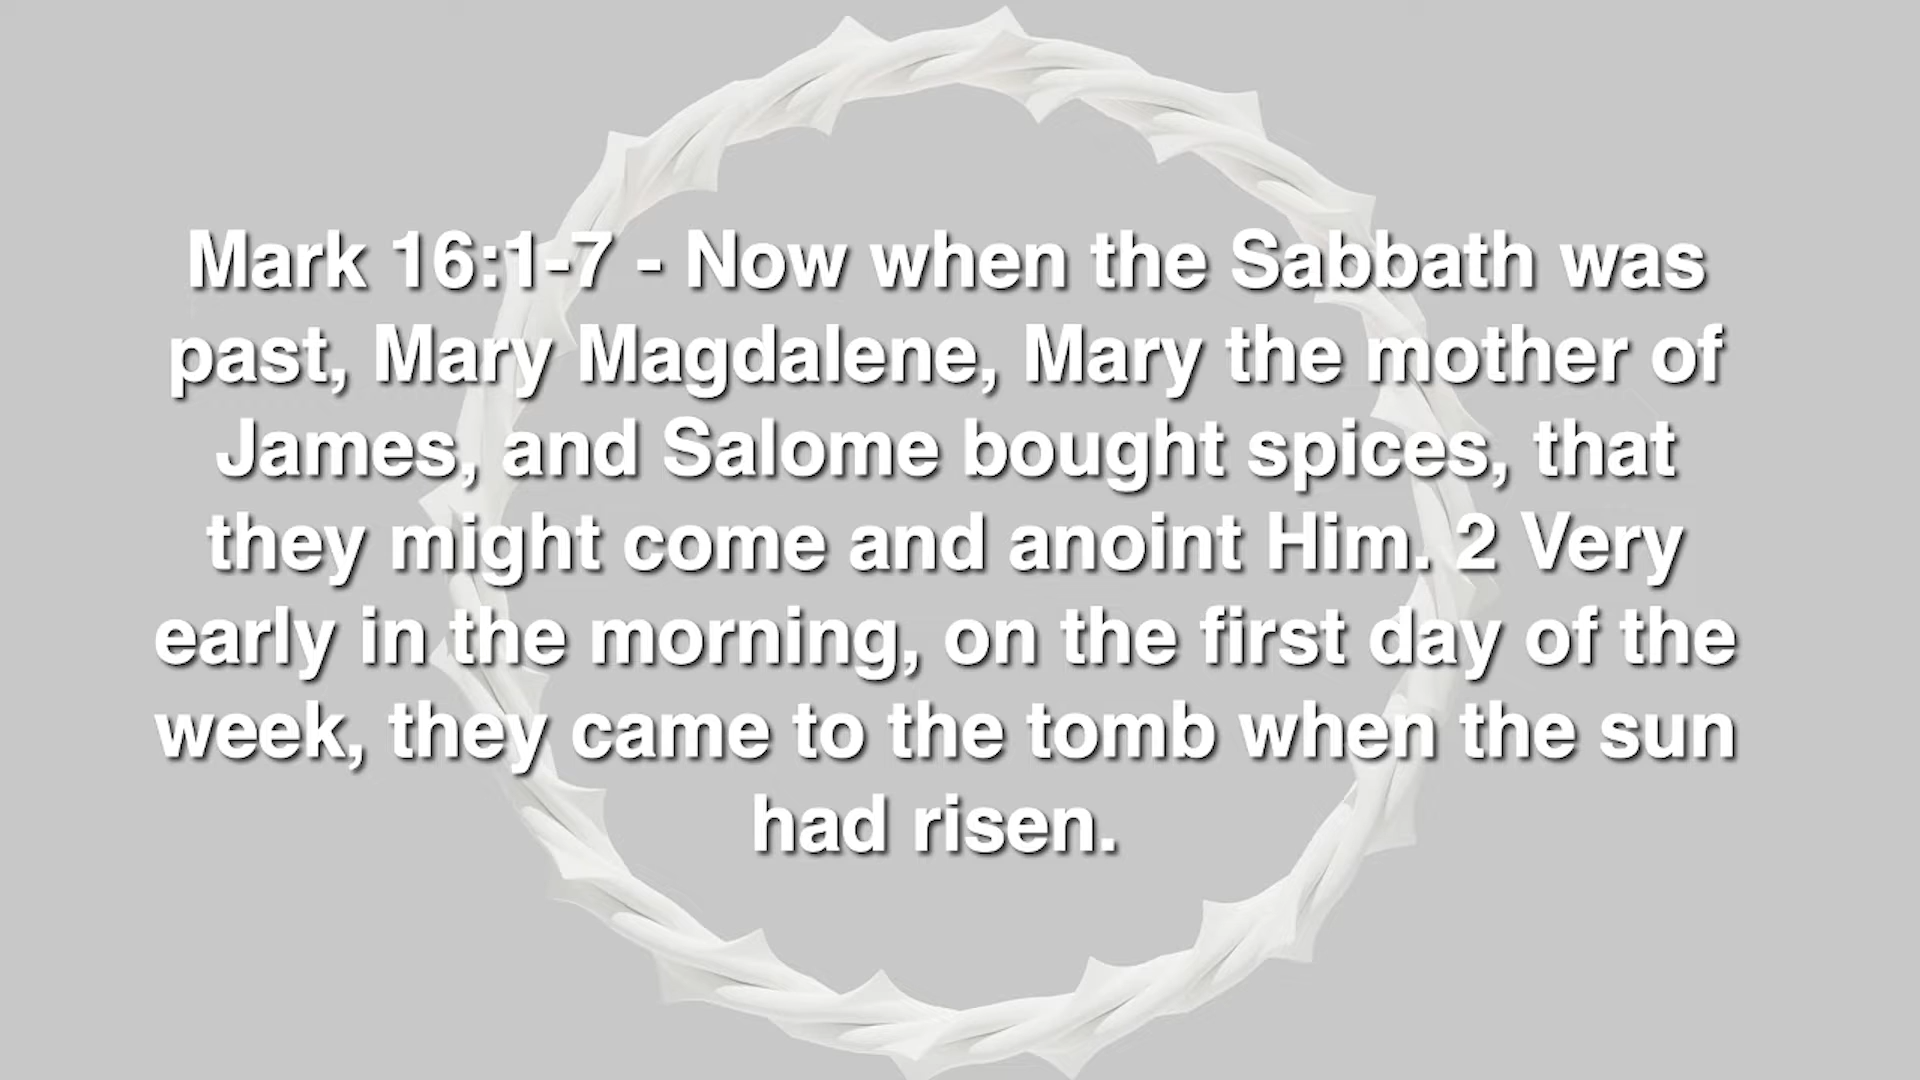 Mark 16:1-7 - Now when the Sabbath was
past, Mary Magdalene, Mary the mother of
James, and Salome bought spices, that
they might come and anoint Him. 2 Very
early in the morning, on the first day of the
week, they came to the tomb when the sun
had risen.